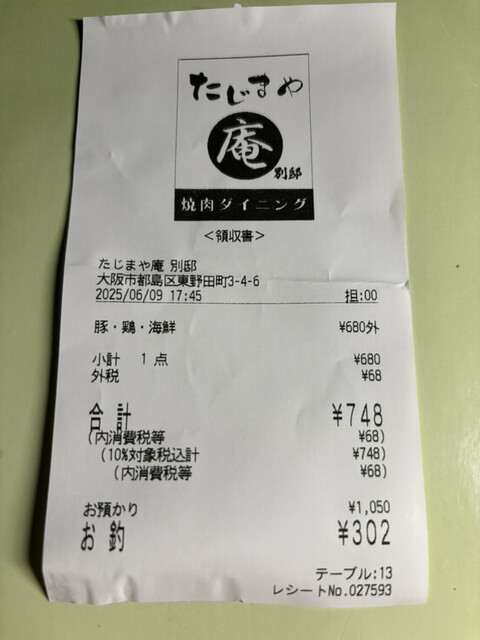 たじまや
庵
別邸
焼肉ダイニング
<領収書>
たじまや庵 別邸
大阪市都島区東野田町3-4-6
2025/06/09 17:45 担:00
豚・鶏・海鮮 ¥680外
小計 1 点 ¥680
外税 ¥68
合 計 ¥748
(内消費税等 ¥68)
(10%対象税込計 ¥748)
(内消費税等 ¥68)
お預かり ¥1,050
お 釣 ¥302
テーブル:13
レシートNo.027593